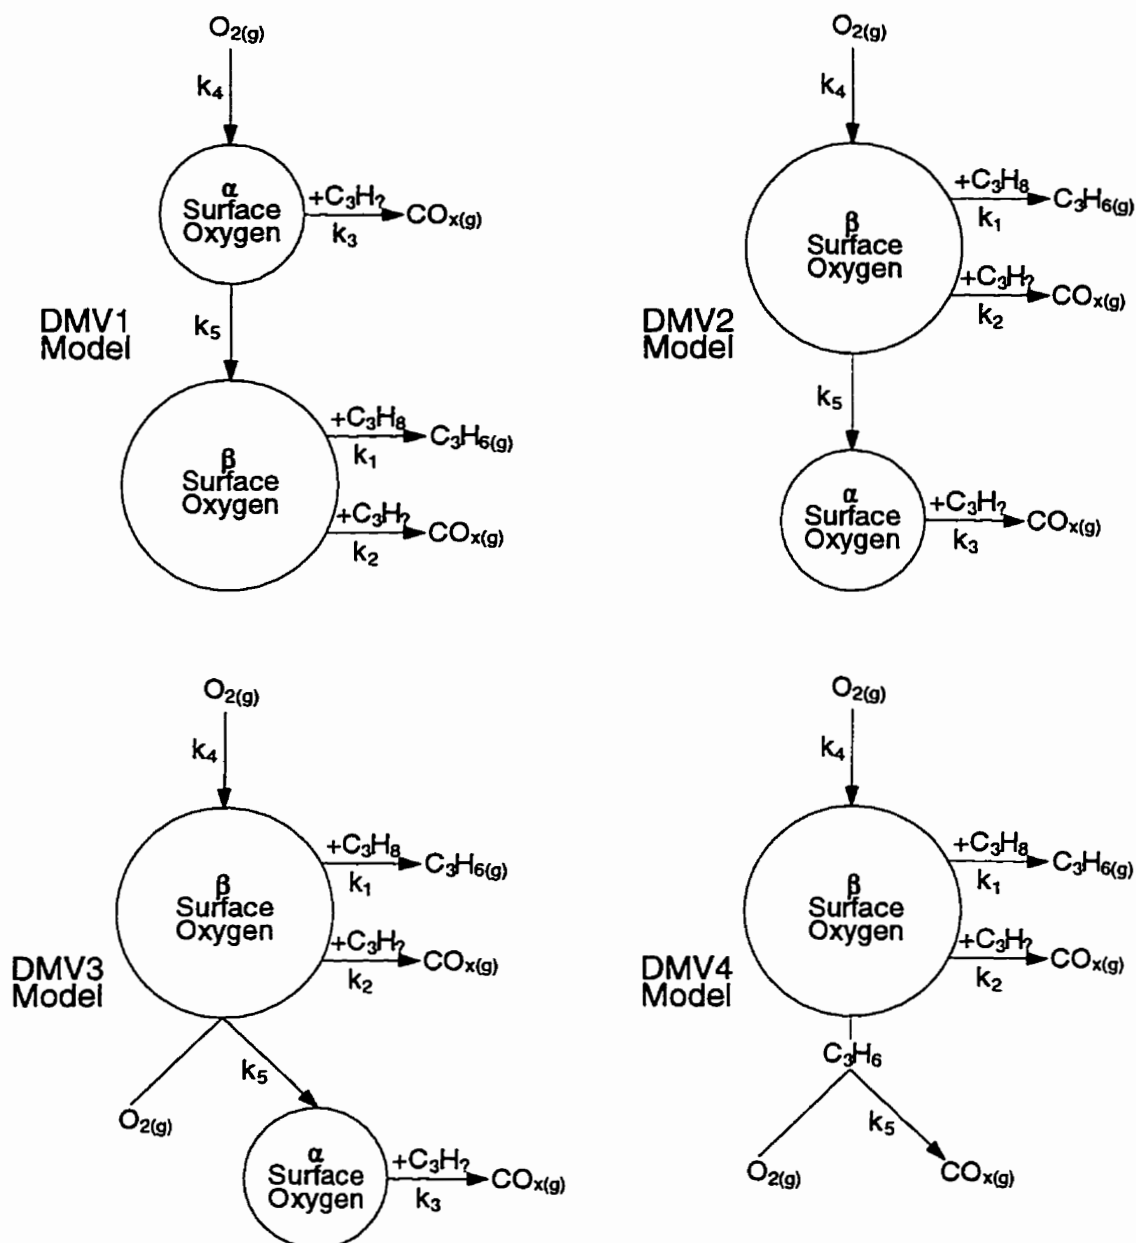 O₂(g)
k₄
α
Surface
Oxygen
+C₃H?
k₃
COₓ(g)
DMV1
Model
k₅
β
Surface
Oxygen
+C₃H₈
k₁
C₃H₆(g)
+C₃H?
k₂
COₓ(g)
O₂(g)
k₄
β
Surface
Oxygen
+C₃H₈
k₁
C₃H₆(g)
+C₃H?
k₂
COₓ(g)
DMV2
Model
k₅
α
Surface
Oxygen
+C₃H?
k₃
COₓ(g)
O₂(g)
k₄
β
Surface
Oxygen
+C₃H₈
k₁
C₃H₆(g)
+C₃H?
k₂
COₓ(g)
DMV3
Model
k₅
O₂(g)
α
Surface
Oxygen
+C₃H?
k₃
COₓ(g)
O₂(g)
k₄
β
Surface
Oxygen
+C₃H₈
k₁
C₃H₆(g)
+C₃H?
k₂
COₓ(g)
DMV4
Model
C₃H₆
k₅
O₂(g)
COₓ(g)